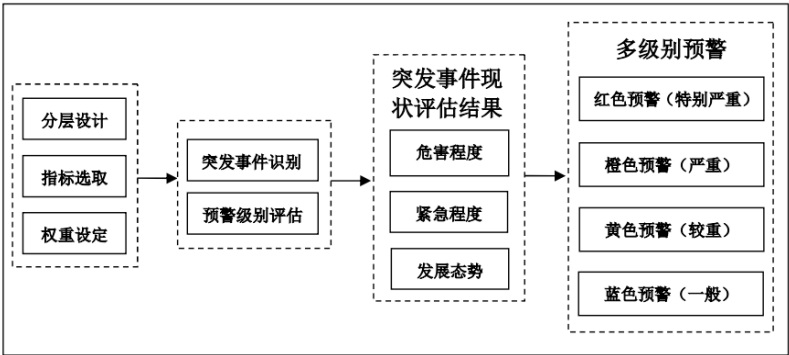 分层设计
指标选取
权重设定
突发事件识别
预警级别评估
突发事件现
状评估结果
危害程度
紧急程度
发展态势
多级别预警
红色预警（特别严重）
橙色预警（严重）
黄色预警（较重）
蓝色预警（一般）